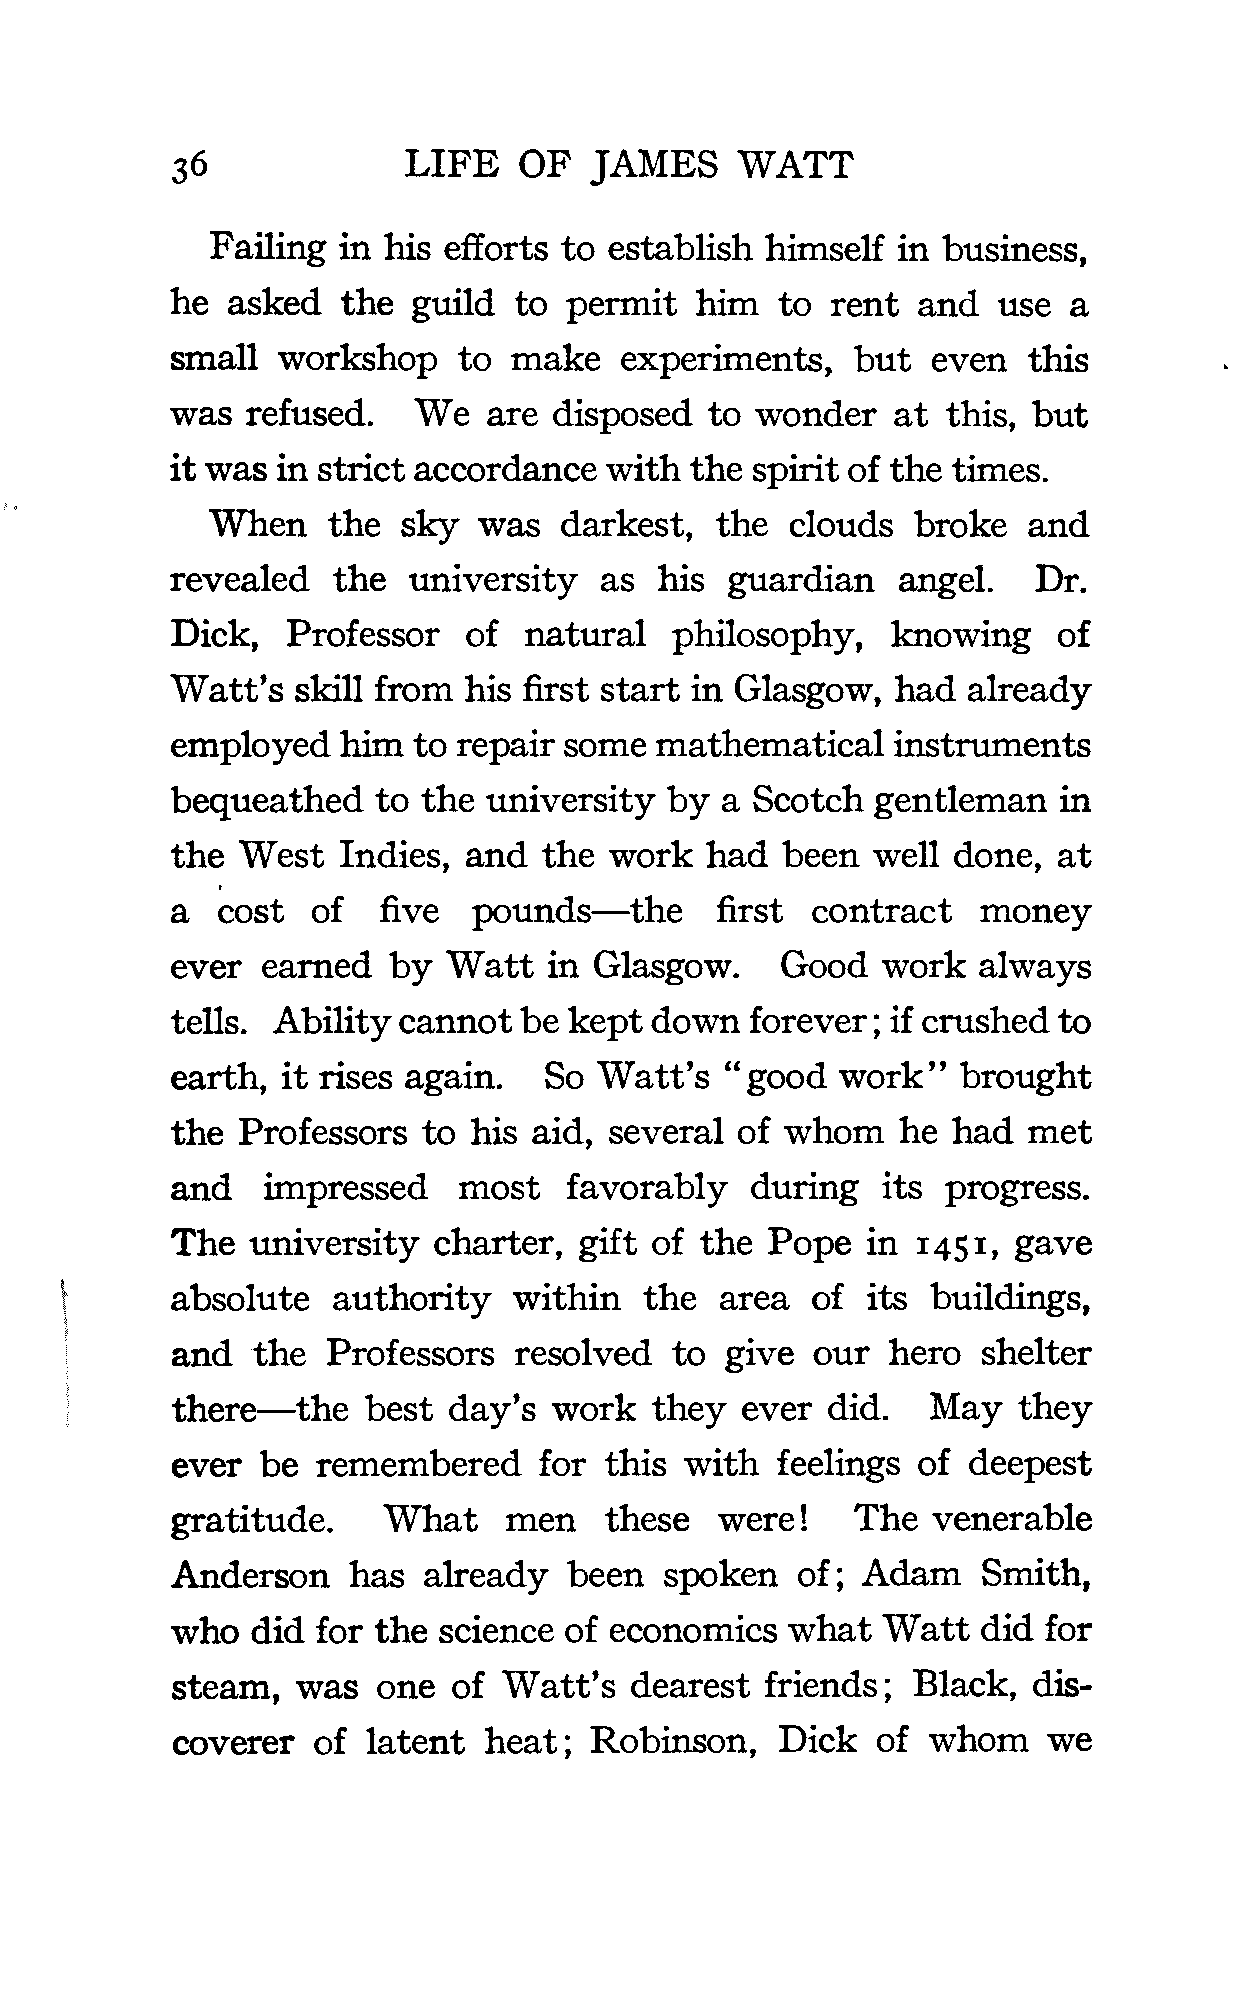 36 LIFE OF JAMES WATT
Failing in his efforts to establish himself in business,
he asked the guild to permit him to rent and use a
small workshop to make experiments, but even this
was refused. We are disposed to wonder at this, but
it was in strict accordance with the spirit of the times.
When the sky was darkest, the clouds broke and
revealed the university as his guardian angel. Dr.
Dick, Professor of natural philosophy, knowing of
Watt's skill from his first start in Glasgow, had already
employed him to repair some mathematical instruments
bequeathed to the university by a Scotch gentleman in
the West Indies, and the work had been well done, at
a cost of five pounds—the first contract money
ever earned by Watt in Glasgow. Good work always
tells. Ability cannot be kept down forever; if crushed to
earth, it rises again. So Watt's "good work" brought
the Professors to his aid, several of whom he had met
and impressed most favorably during its progress.
The university charter, gift of the Pope in 1451, gave
absolute authority within the area of its buildings,
and the Professors resolved to give our hero shelter
there—the best day's work they ever did. May they
ever be remembered for this with feelings of deepest
gratitude. What men these were! The venerable
Anderson has already been spoken of; Adam Smith,
who did for the science of economics what Watt did for
steam, was one of Watt's dearest friends; Black, dis-
coverer of latent heat; Robinson, Dick of whom we